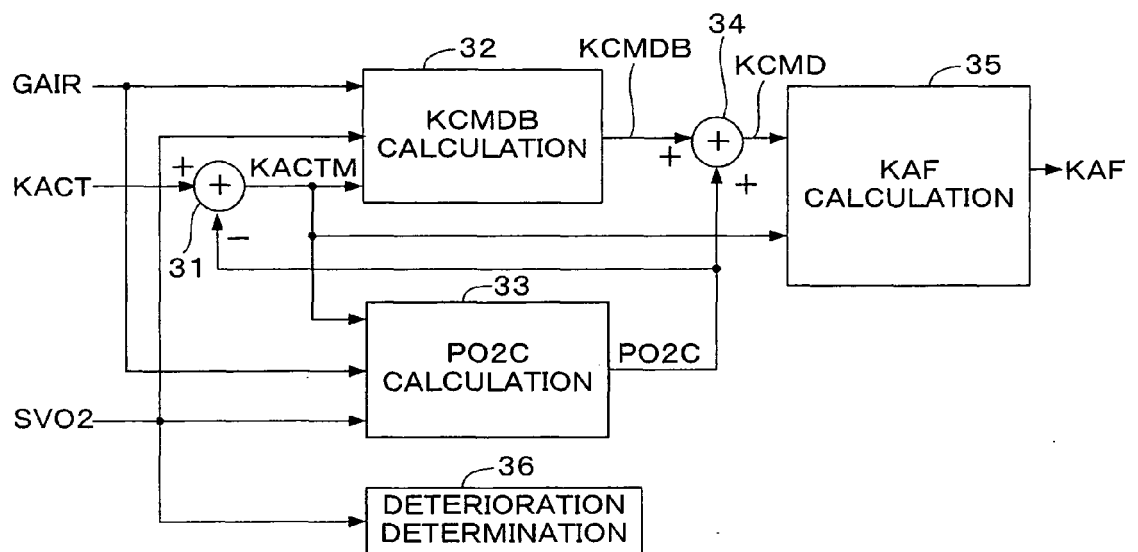 GAIR
32
KCMDB
CALCULATION
KCMDB
34
KCMD
35
KAF
CALCULATION
KAF
KACT
+
+
KACTM
−
31
+
+
+
33
PO2C
CALCULATION
PO2C
SVO2
36
DETERIORATION
DETERMINATION